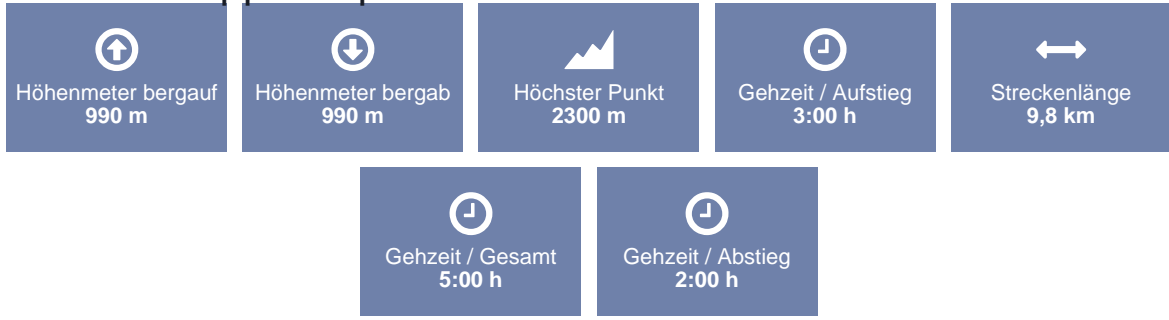 Höhenmeter bergauf
990 m
Höhenmeter bergab
990 m
Höchster Punkt
2300 m
Gehzeit / Aufstieg
3:00 h
Streckenlänge
9,8 km
Gehzeit / Gesamt
5:00 h
Gehzeit / Abstieg
2:00 h